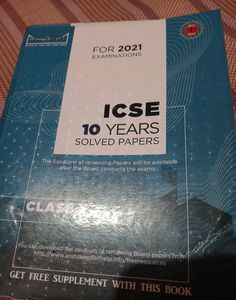 FOR 2021
EXAMINATIONS
ICSE
10 YEARS
SOLVED PAPERS
The Solutions of remaining Papers will be available
after the Board conducts the exams
CLASS
You can download the solutions of remaining Board papers from
GET FREE SUPPLEMENT WITH THIS BOOK